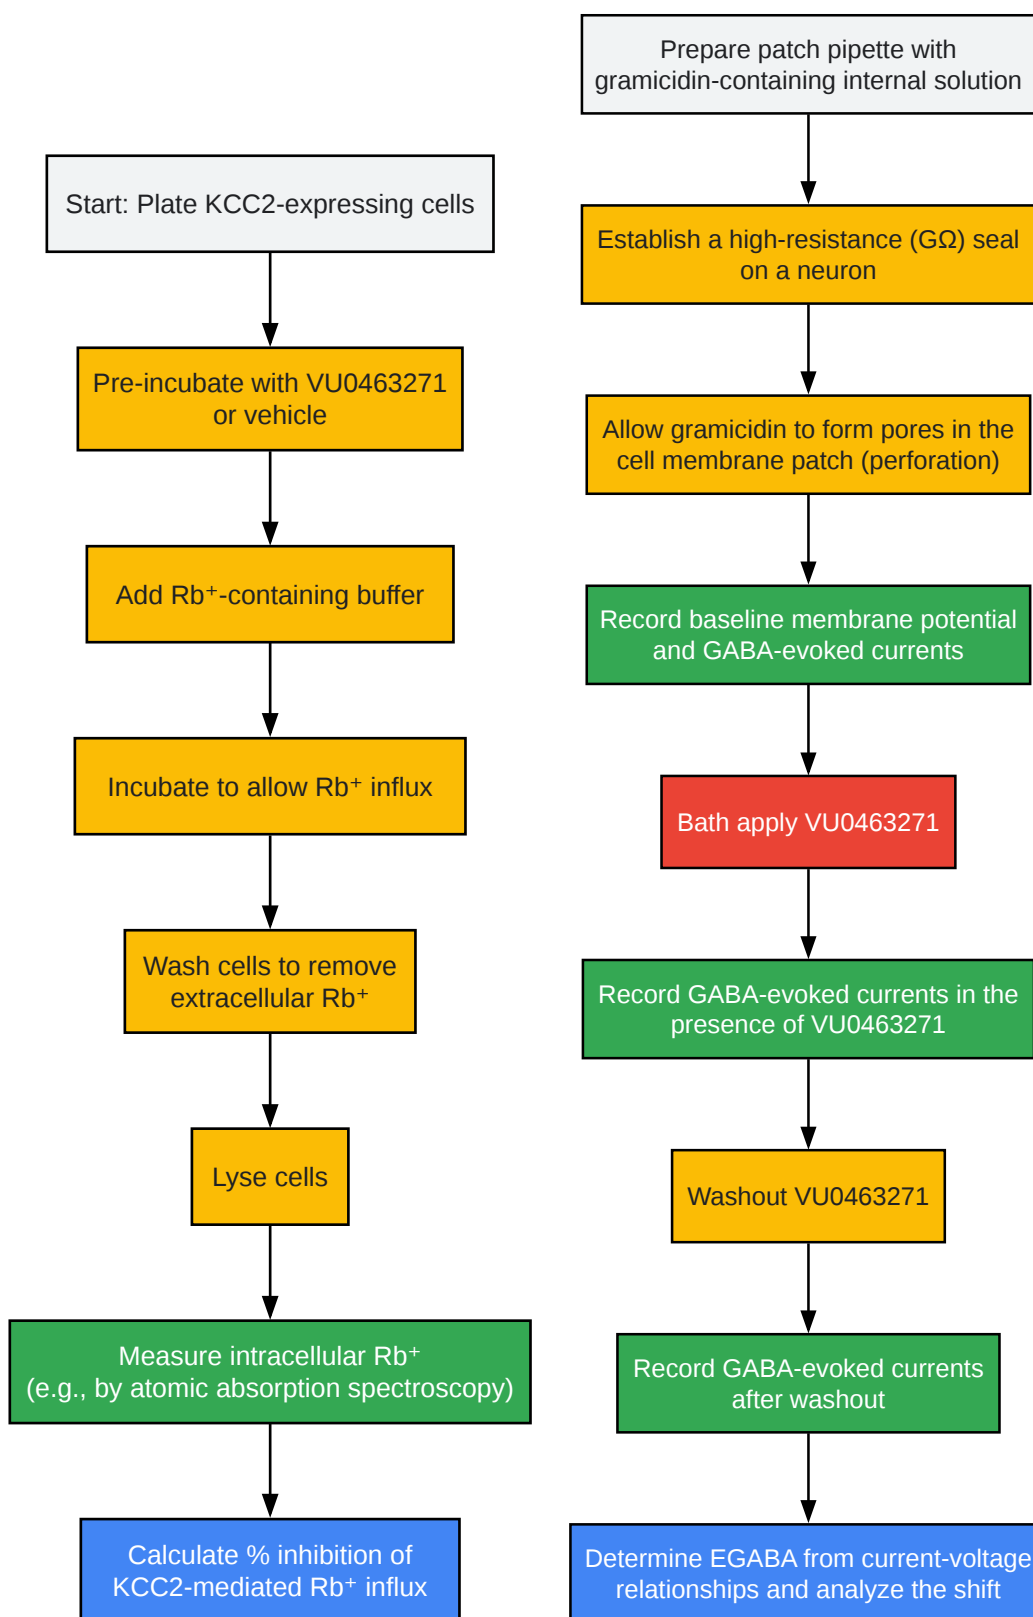 Start: Plate KCC2-expressing cells
Pre-incubate with VU0463271
or vehicle
Add Rb⁺-containing buffer
Incubate to allow Rb⁺ influx
Wash cells to remove
extracellular Rb⁺
Lyse cells
Measure intracellular Rb⁺
(e.g., by atomic absorption spectroscopy)
Calculate % inhibition of
KCC2-mediated Rb⁺ influx
Prepare patch pipette with
gramicidin-containing internal solution
Establish a high-resistance (GΩ) seal
on a neuron
Allow gramicidin to form pores in the
cell membrane patch (perforation)
Record baseline membrane potential
and GABA-evoked currents
Bath apply VU0463271
Record GABA-evoked currents in the
presence of VU0463271
Washout VU0463271
Record GABA-evoked currents
after washout
Determine EGABA from current-voltage
relationships and analyze the shift